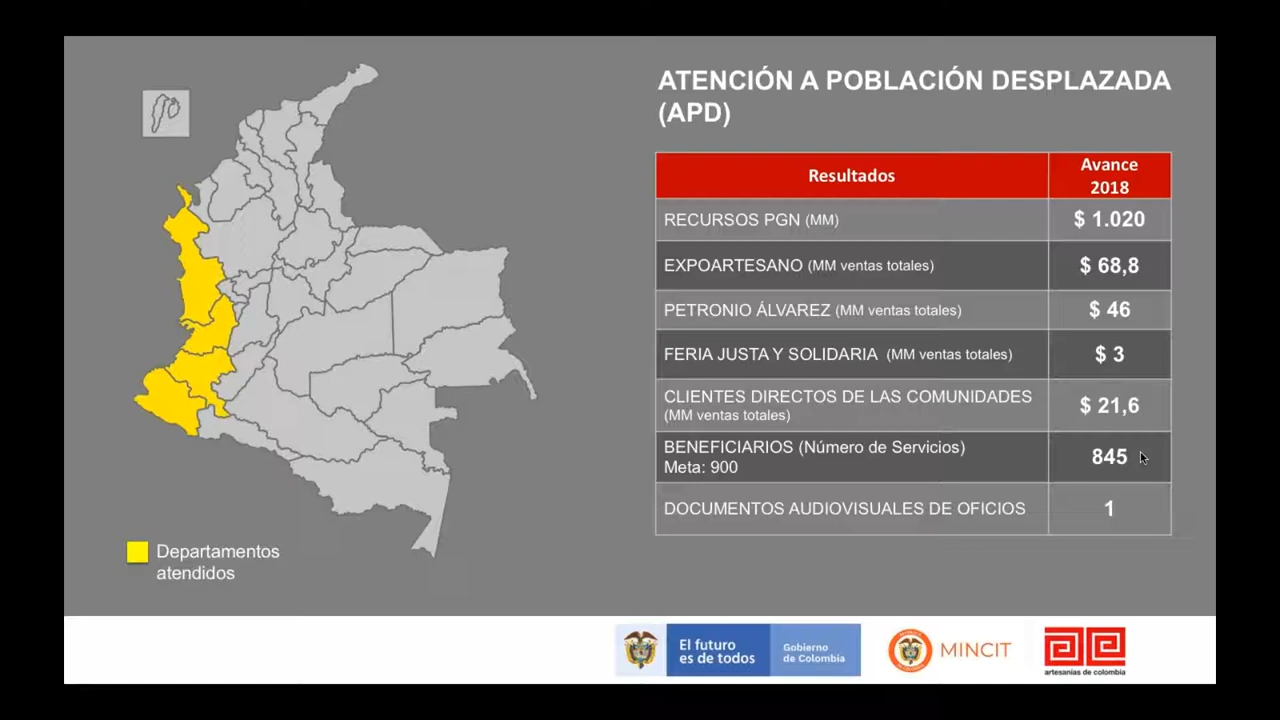 ATENCIÓN A POBLACIÓN DESPLAZADA
(APD)
Resultados
Avance
2018
RECURSOS PGN (MM)
$ 1.020
EXPOARTESANO (MM ventas totales)
$ 68,8
PETRONIO ÁLVAREZ (MM ventas totales)
$ 46
FERIA JUSTA Y SOLIDARIA (MM ventas totales)
$ 3
CLIENTES DIRECTOS DE LAS COMUNIDADES
(MM ventas totales)
$ 21,6
BENEFICIARIOS (Número de Servicios)
Meta: 900
845
DOCUMENTOS AUDIOVISUALES DE OFICIOS
1
Departamentos
atendidos
El futuro
es de todos
Gobierno
de Colombia
MINCIT
artesanías de colombia